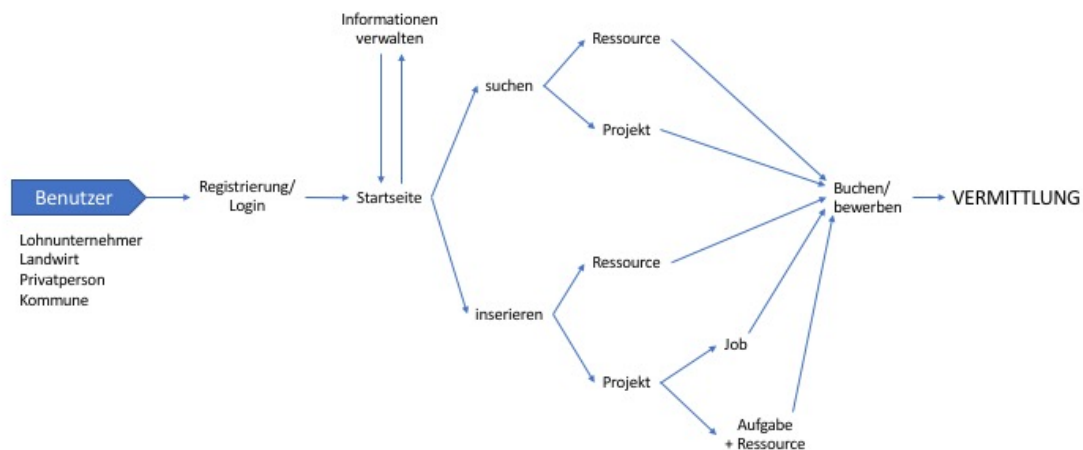 Informationen
verwalten
Ressource
suchen
Projekt
Benutzer
Registrierung/
Login
Startseite
Buchen/
bewerben
VERMITTLUNG
Lohnunternehmer
Landwirt
Privatperson
Kommune
Ressource
inserieren
Job
Projekt
Aufgabe
+ Ressource